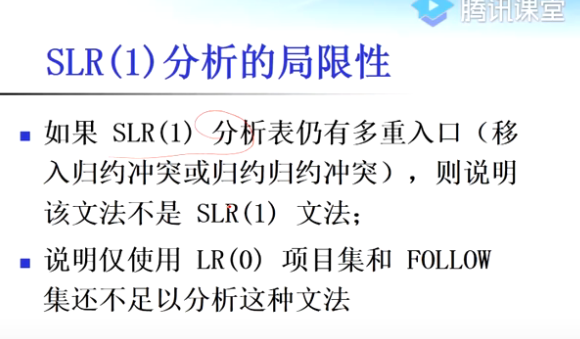 腾讯课堂
SLR(1)分析的局限性
如果 SLR(1) 分析表仍有多重入口（移
入归约冲突或归约归约冲突），则说明
该文法不是 SLR(1) 文法；
说明仅使用 LR(0) 项目集和 FOLLOW
集还不足以分析这种文法